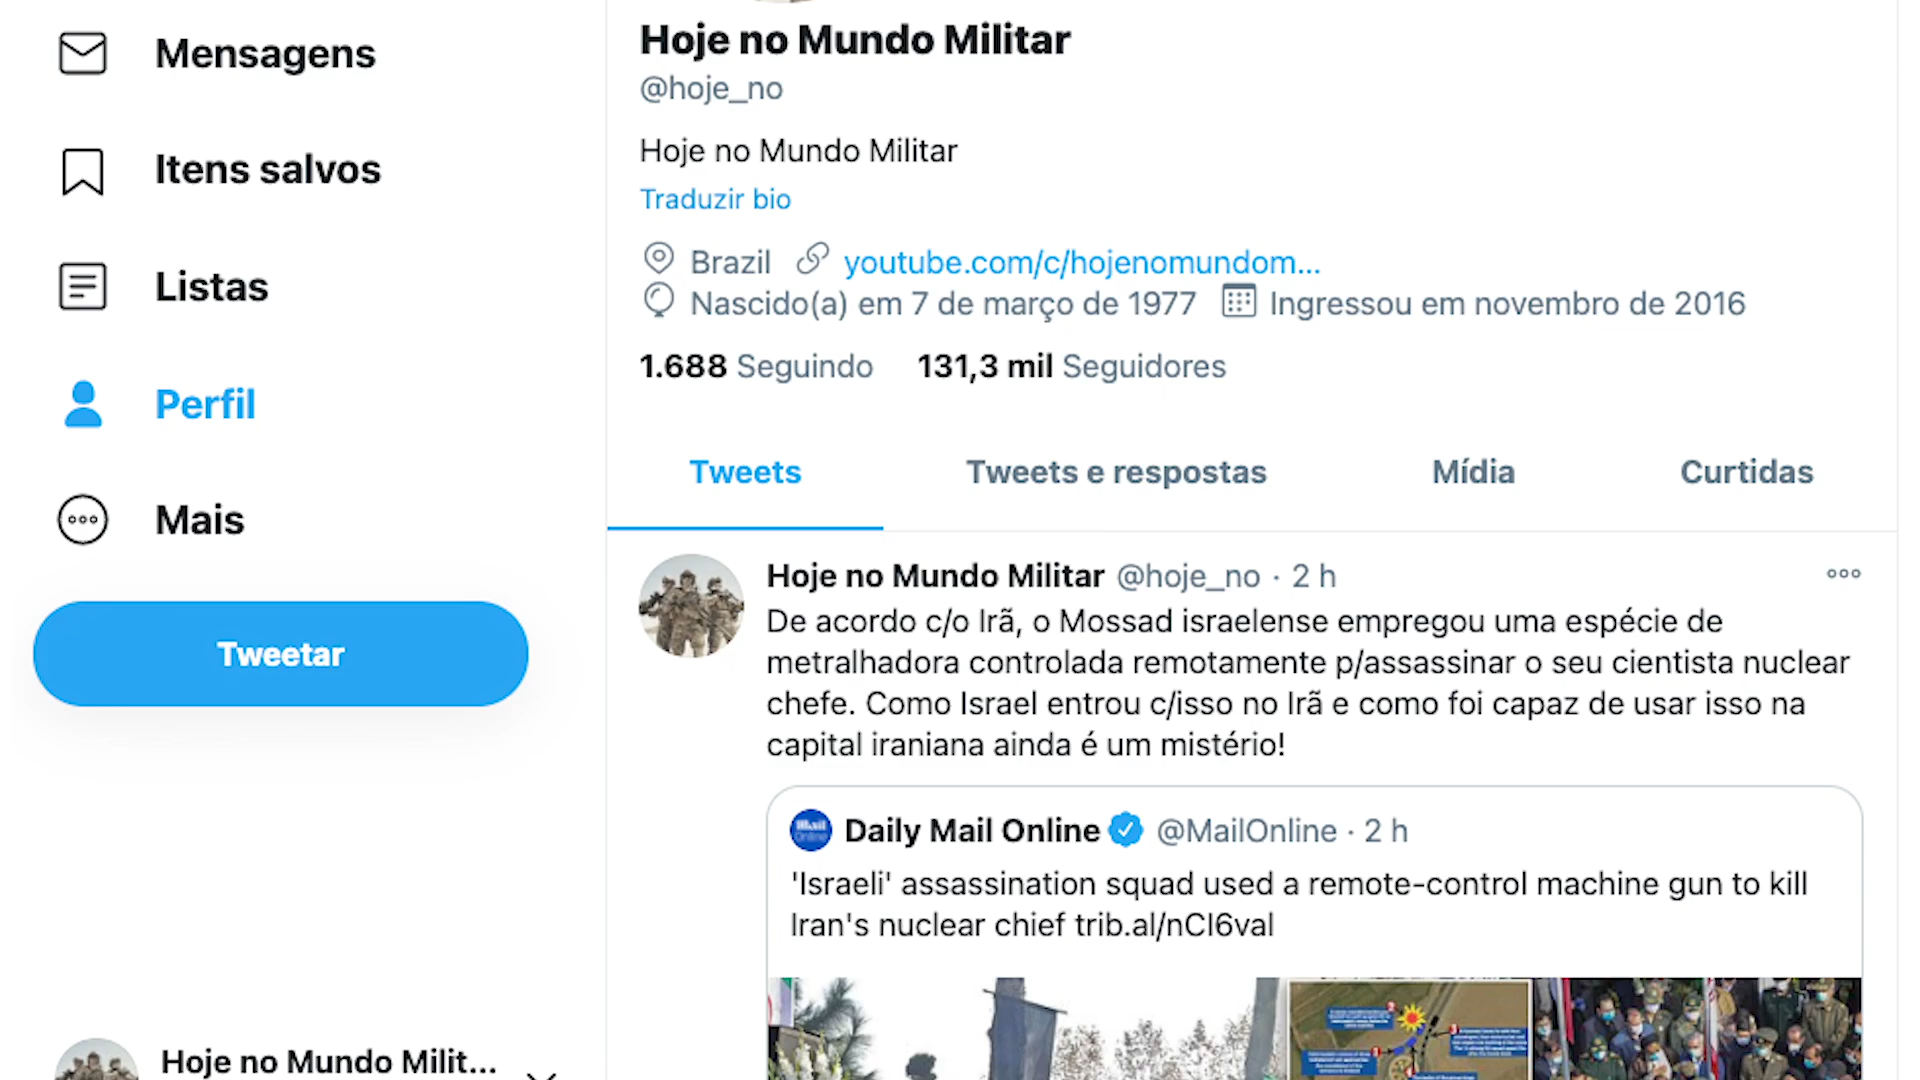 Mensagens
Itens salvos
Listas
Perfil
Mais
Tweetar
Hoje no Mundo Milit...
Hoje no Mundo Militar
@hoje_no
Hoje no Mundo Militar
Traduzir bio
Brazil youtube.com/c/hojenomundom...
Nascido(a) em 7 de março de 1977 Ingressou em novembro de 2016
1.688 Seguindo 131,3 mil Seguidores
Tweets Tweets e respostas Mídia Curtidas
Hoje no Mundo Militar @hoje_no · 2 h
De acordo c/o Irã, o Mossad israelense empregou uma espécie de
metralhadora controlada remotamente p/assassinar o seu cientista nuclear
chefe. Como Israel entrou c/isso no Irã e como foi capaz de usar isso na
capital iraniana ainda é um mistério!
Daily Mail Online @MailOnline · 2 h
'Israeli' assassination squad used a remote-control machine gun to kill
Iran's nuclear chief trib.al/nCl6val